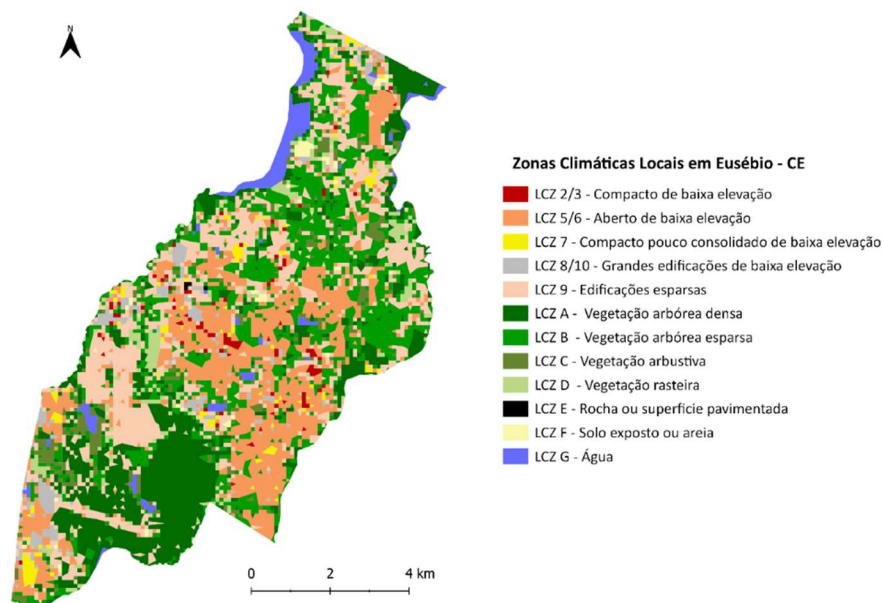 N
Zonas Climáticas Locais em Eusébio - CE
LCZ 2/3 - Compacto de baixa elevação
LCZ 5/6 - Aberto de baixa elevação
LCZ 7 - Compacto pouco consolidado de baixa elevação
LCZ 8/10 - Grandes edificações de baixa elevação
LCZ 9 - Edificações esparsas
LCZ A - Vegetação arbórea densa
LCZ B - Vegetação arbórea esparsa
LCZ C - Vegetação arbustiva
LCZ D - Vegetação rasteira
LCZ E - Rocha ou superficie pavimentada
LCZ F - Solo exposto ou areia
LCZ G - Água
0 2 4 km